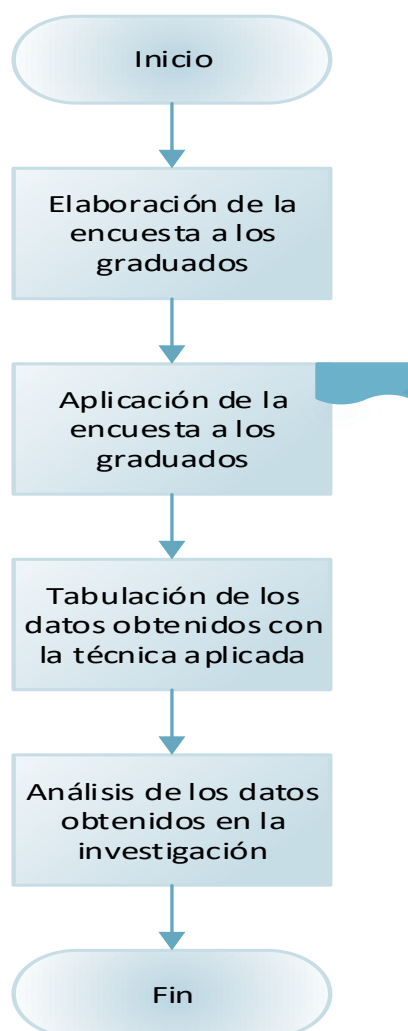 Inicio
Elaboración de la
encuesta a los
graduados
Aplicación de la
encuesta a los
graduados
Tabulación de los
datos obtenidos con
la técnica aplicada
Análisis de los datos
obtenidos en la
investigación
Fin